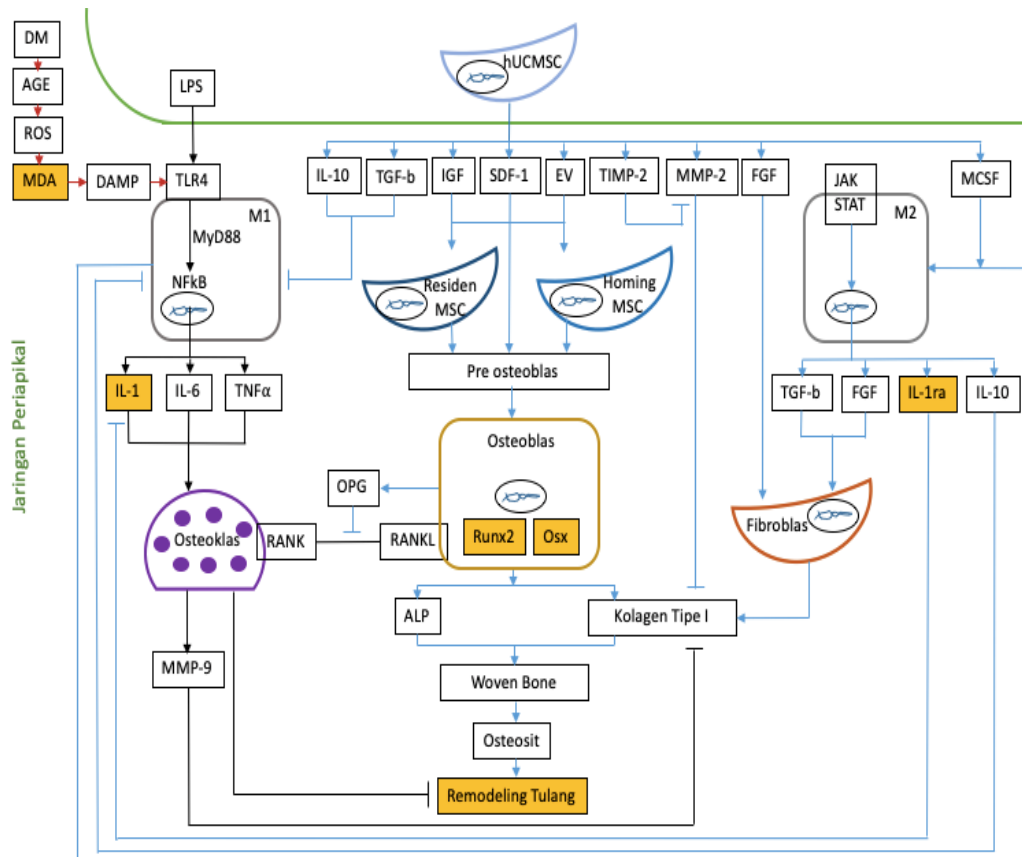 DM
AGE
ROS
MDA
DAMP
LPS
TLR4
hUCMSC
IL-10
TGF-b
IGF
SDF-1
EV
TIMP-2
MMP-2
FGF
JAK
STAT
MCSF
M1
MyD88
NFkB
M2
Residen
MSC
Homing
MSC
Pre osteoblas
IL-1
IL-6
TNFα
TGF-b
FGF
IL-1ra
IL-10
Jaringan Periapikal
Osteoblas
OPG
Runx2
Osx
Osteoklas
RANK
RANKL
Fibroblas
ALP
Kolagen Tipe I
MMP-9
Woven Bone
Osteosit
Remodeling Tulang